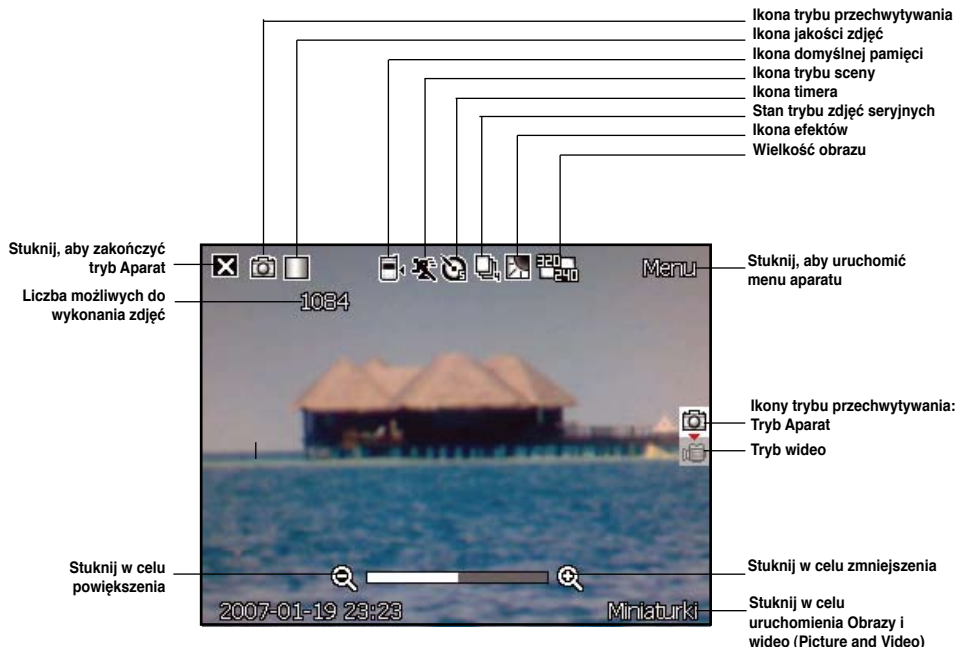 Ikona trybu przechwytywania
Ikona jakości zdjęć
Ikona domyślnej pamięci
Ikona trybu sceny
Ikona timera
Stan trybu zdjęć seryjnych
Ikona efektów
Wielkość obrazu
Stuknij, aby zakończyć
tryb Aparat
Liczba możliwych do
wykonania zdjęć
320
240
Menu
1084
Stuknij, aby uruchomić
menu aparatu
Ikony trybu przechwytywania:
Tryb Aparat
Tryb wideo
Stuknij w celu
powiększenia
Stuknij w celu zmniejszenia
2007-01-19 23:23
Miniaturki
Stuknij w celu
uruchomienia Obrazy i
wideo (Picture and Video)